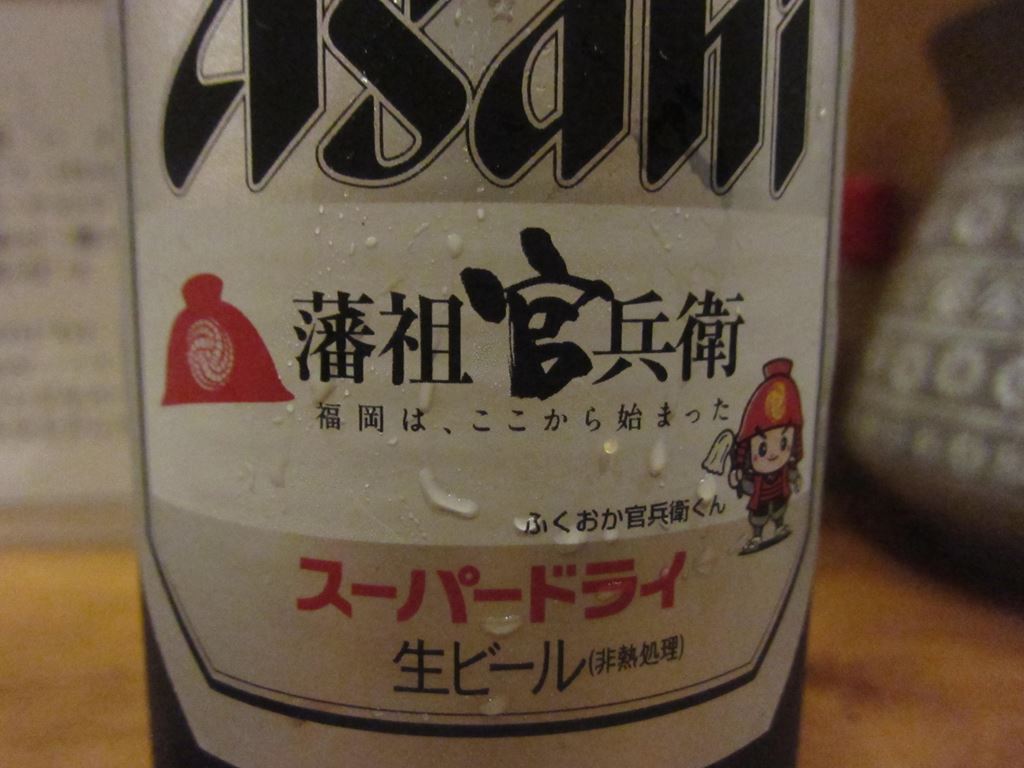 Asahi
藩祖官兵衛
福岡は、ここから始まった
ふくおか官兵衛くん
スーパードライ
生ビール(非熱処理)